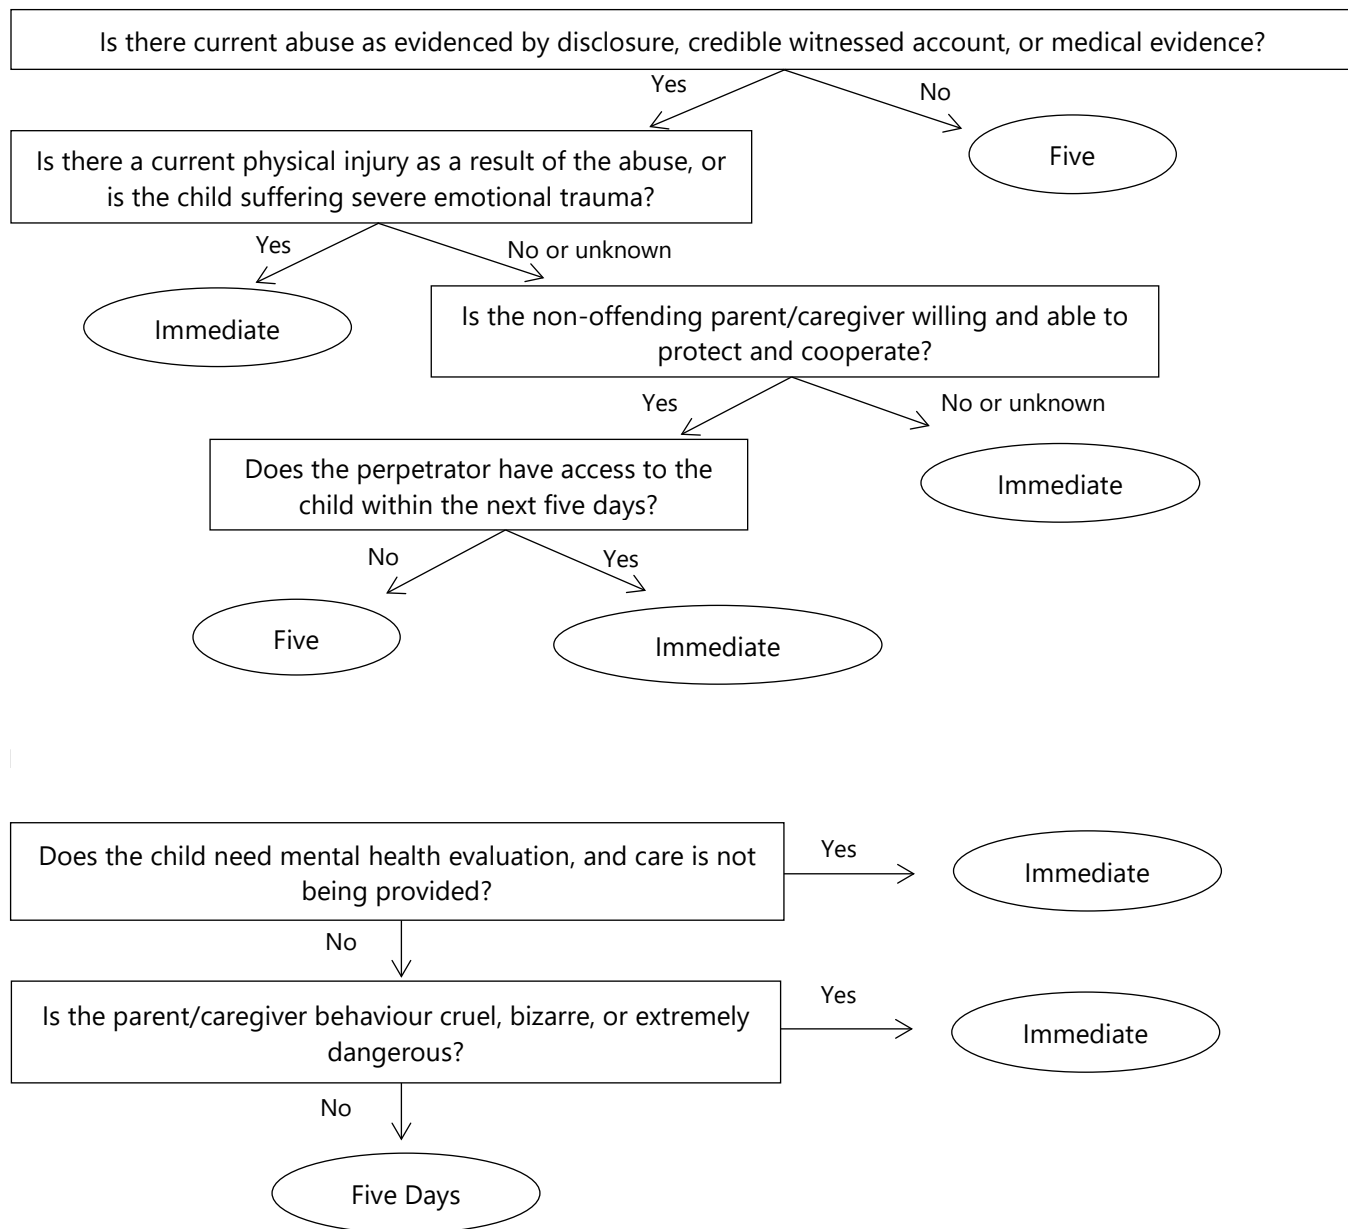 Is there current abuse as evidenced by disclosure, credible witnessed account, or medical evidence?
Yes
No
Is there a current physical injury as a result of the abuse, or
is the child suffering severe emotional trauma?
Five
Yes
No or unknown
Immediate
Is the non-offending parent/caregiver willing and able to
protect and cooperate?
Yes
No or unknown
Does the perpetrator have access to the
child within the next five days?
Immediate
No
Yes
Five
Immediate
Does the child need mental health evaluation, and care is not
being provided?
Yes
Immediate
No
Is the parent/caregiver behaviour cruel, bizarre, or extremely
dangerous?
Yes
Immediate
No
Five Days